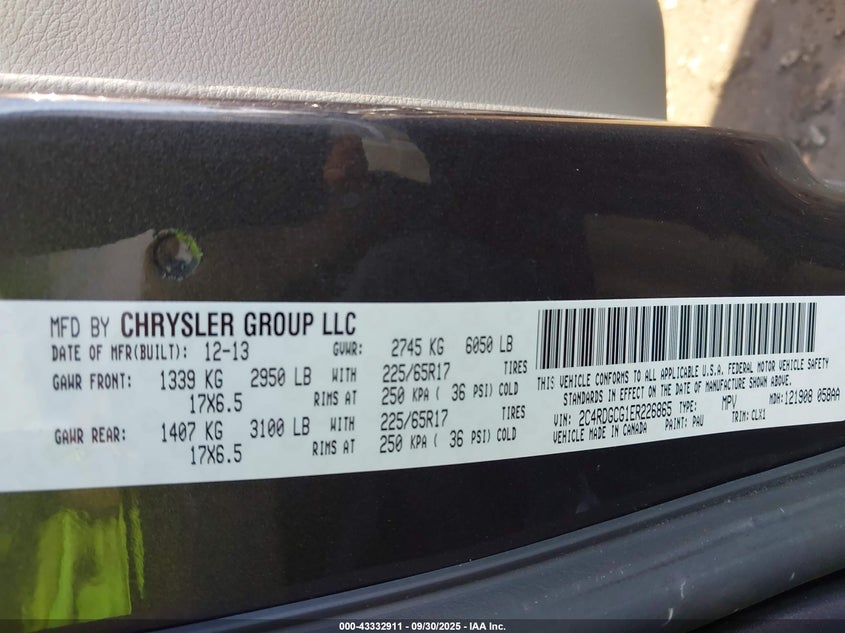 MFD BY CHRYSLER GROUP LLC
DATE OF MFR(BUILT): 12-13 GVWR: 2745 KG 6050 LB
GAWR FRONT: 1339 KG 2950 LB WITH 225/65R17 TIRES
17X6.5 RIMS AT 250 KPA ( 36 PSI) COLD
GAWR REAR: 1407 KG 3100 LB WITH 225/65R17 TIRES
17X6.5 RIMS AT 250 KPA ( 36 PSI) COLD
THIS VEHICLE CONFORMS TO ALL APPLICABLE U.S.A. FEDERAL MOTOR VEHICLE SAFETY
STANDARDS IN EFFECT ON THE DATE OF MANUFACTURE SHOWN ABOVE.
VIN: 2C4RDGCG1ER226865 TYPE: MPV MDH: 121908 058AA
VEHICLE MADE IN CANADA PAINT: PAU TRIM: CLX1
000-43332911 - 09/30/2025 - IAA Inc.